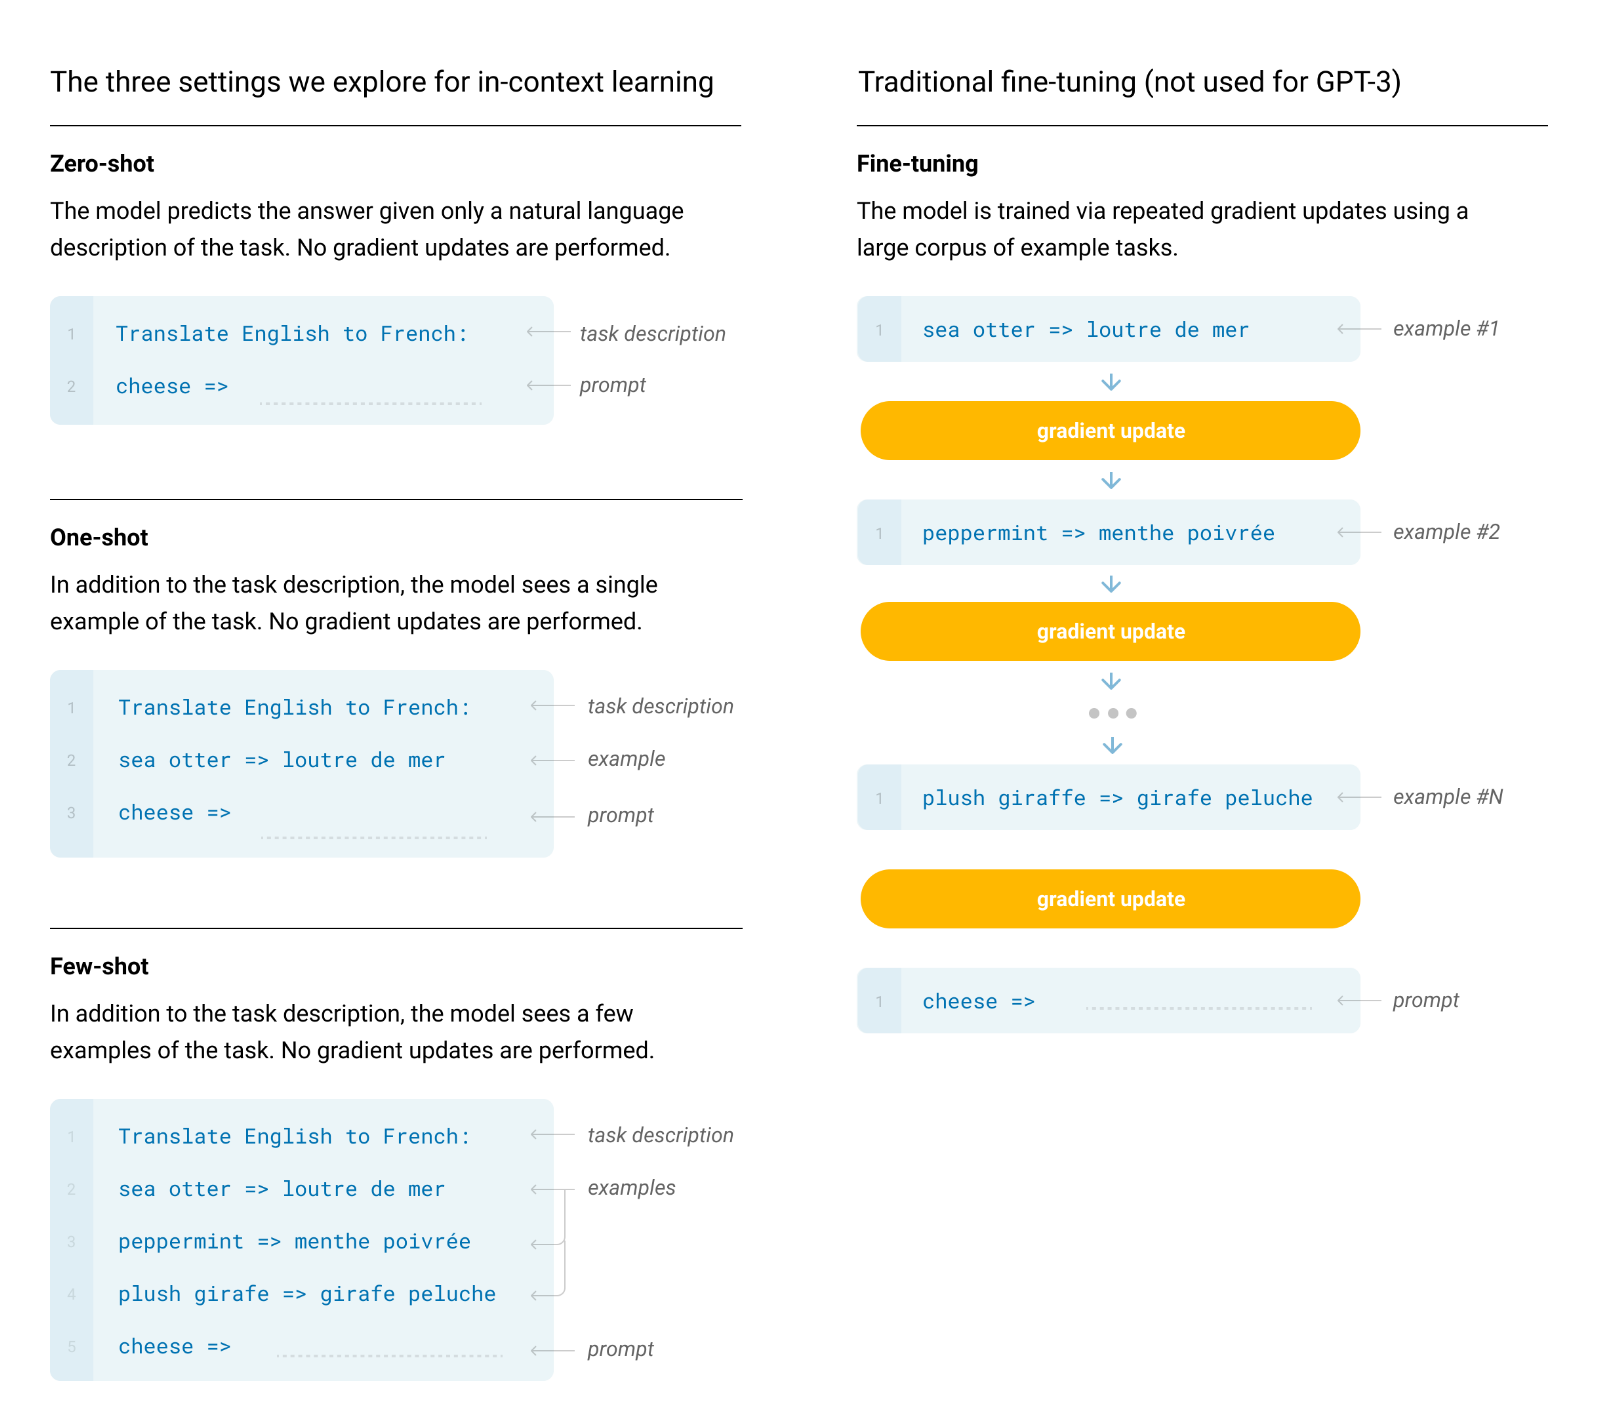 The three settings we explore for in-context learning
Zero-shot
The model predicts the answer given only a natural language
description of the task. No gradient updates are performed.
1 Translate English to French: task description
2 cheese => prompt
One-shot
In addition to the task description, the model sees a single
example of the task. No gradient updates are performed.
1 Translate English to French: task description
2 sea otter => loutre de mer example
3 cheese => prompt
Few-shot
In addition to the task description, the model sees a few
examples of the task. No gradient updates are performed.
1 Translate English to French: task description
2 sea otter => loutre de mer examples
3 peppermint => menthe poivrée
4 plush girafe => girafe peluche
5 cheese => prompt
Traditional fine-tuning (not used for GPT-3)
Fine-tuning
The model is trained via repeated gradient updates using a
large corpus of example tasks.
1 sea otter => loutre de mer example #1
gradient update
1 peppermint => menthe poivrée example #2
gradient update
1 plush giraffe => girafe peluche example #N
gradient update
1 cheese => prompt